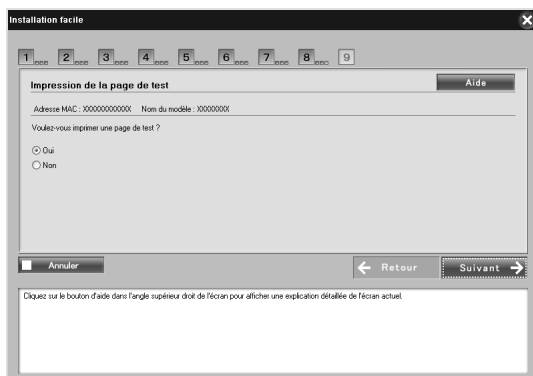 Installation facile
1 2 3 4 5 6 7 8 9
Impression de la page de test
Aide
Adresse MAC : XXXXXXXXXXXX Nom du modèle : XXXXXXXX
Voulez-vous imprimer une page de test ?
Oui
Non
Annuler
Retour
Suivant
Cliquez sur le bouton d'aide dans l'angle supérieur droit de l'écran pour afficher une explication détaillée de l'écran actuel.